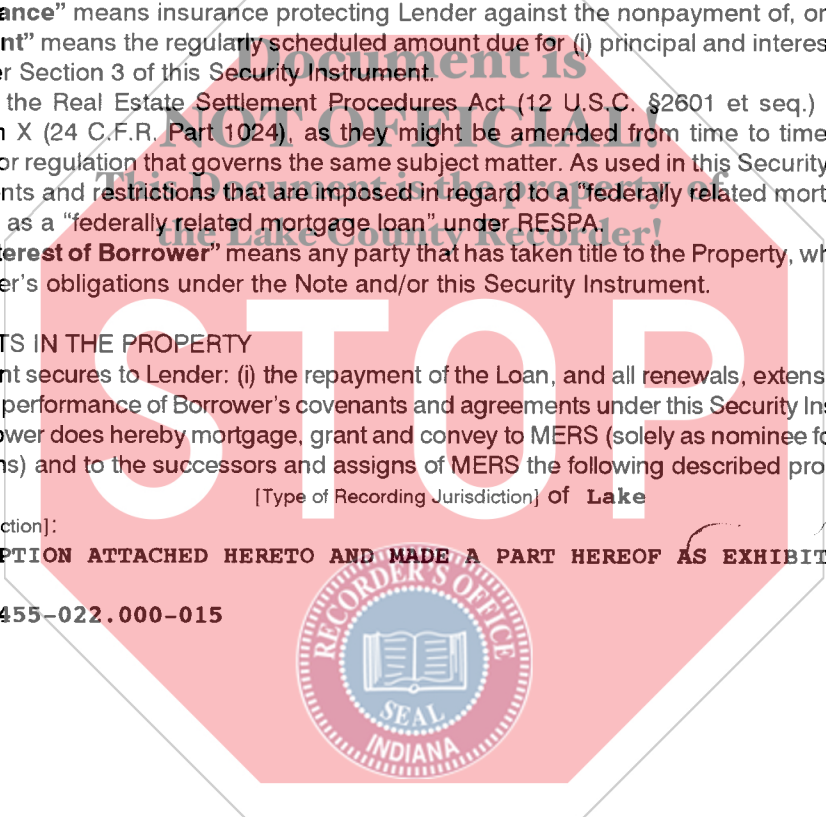 ance” means insurance protecting Lender against the nonpayment of, or
nt” means the regularly scheduled amount due for (i) principal and interes
Document is
r Section 3 of this Security Instrument.
the Real Estate Settlement Procedures Act (12 U.S.C. §2601 et seq.)
NOT OFFICIAL!
X (24 C.F.R. Part 1024), as they might be amended from time to time
or regulation that governs the same subject matter. As used in this Security
This Document is the property of
nts and restrictions that are imposed in regard to a “federally related mort
as a “federally related mortgage loan” under RESPA.
the Lake County Recorder!
erest of Borrower” means any party that has taken title to the Property, wh
er’s obligations under the Note and/or this Security Instrument.
TS IN THE PROPERTY
STOP
nt secures to Lender: (i) the repayment of the Loan, and all renewals, extens
performance of Borrower’s covenants and agreements under this Security Ins
ower does hereby mortgage, grant and convey to MERS (solely as nominee fo
ns) and to the successors and assigns of MERS the following described pro
[Type of Recording Jurisdiction] of Lake
ction]:
PTION ATTACHED HERETO AND MADE A PART HEREOF AS EXHIBIT
455-022.000-015
RECORDER'S OFFICE
SEAL
INDIANA